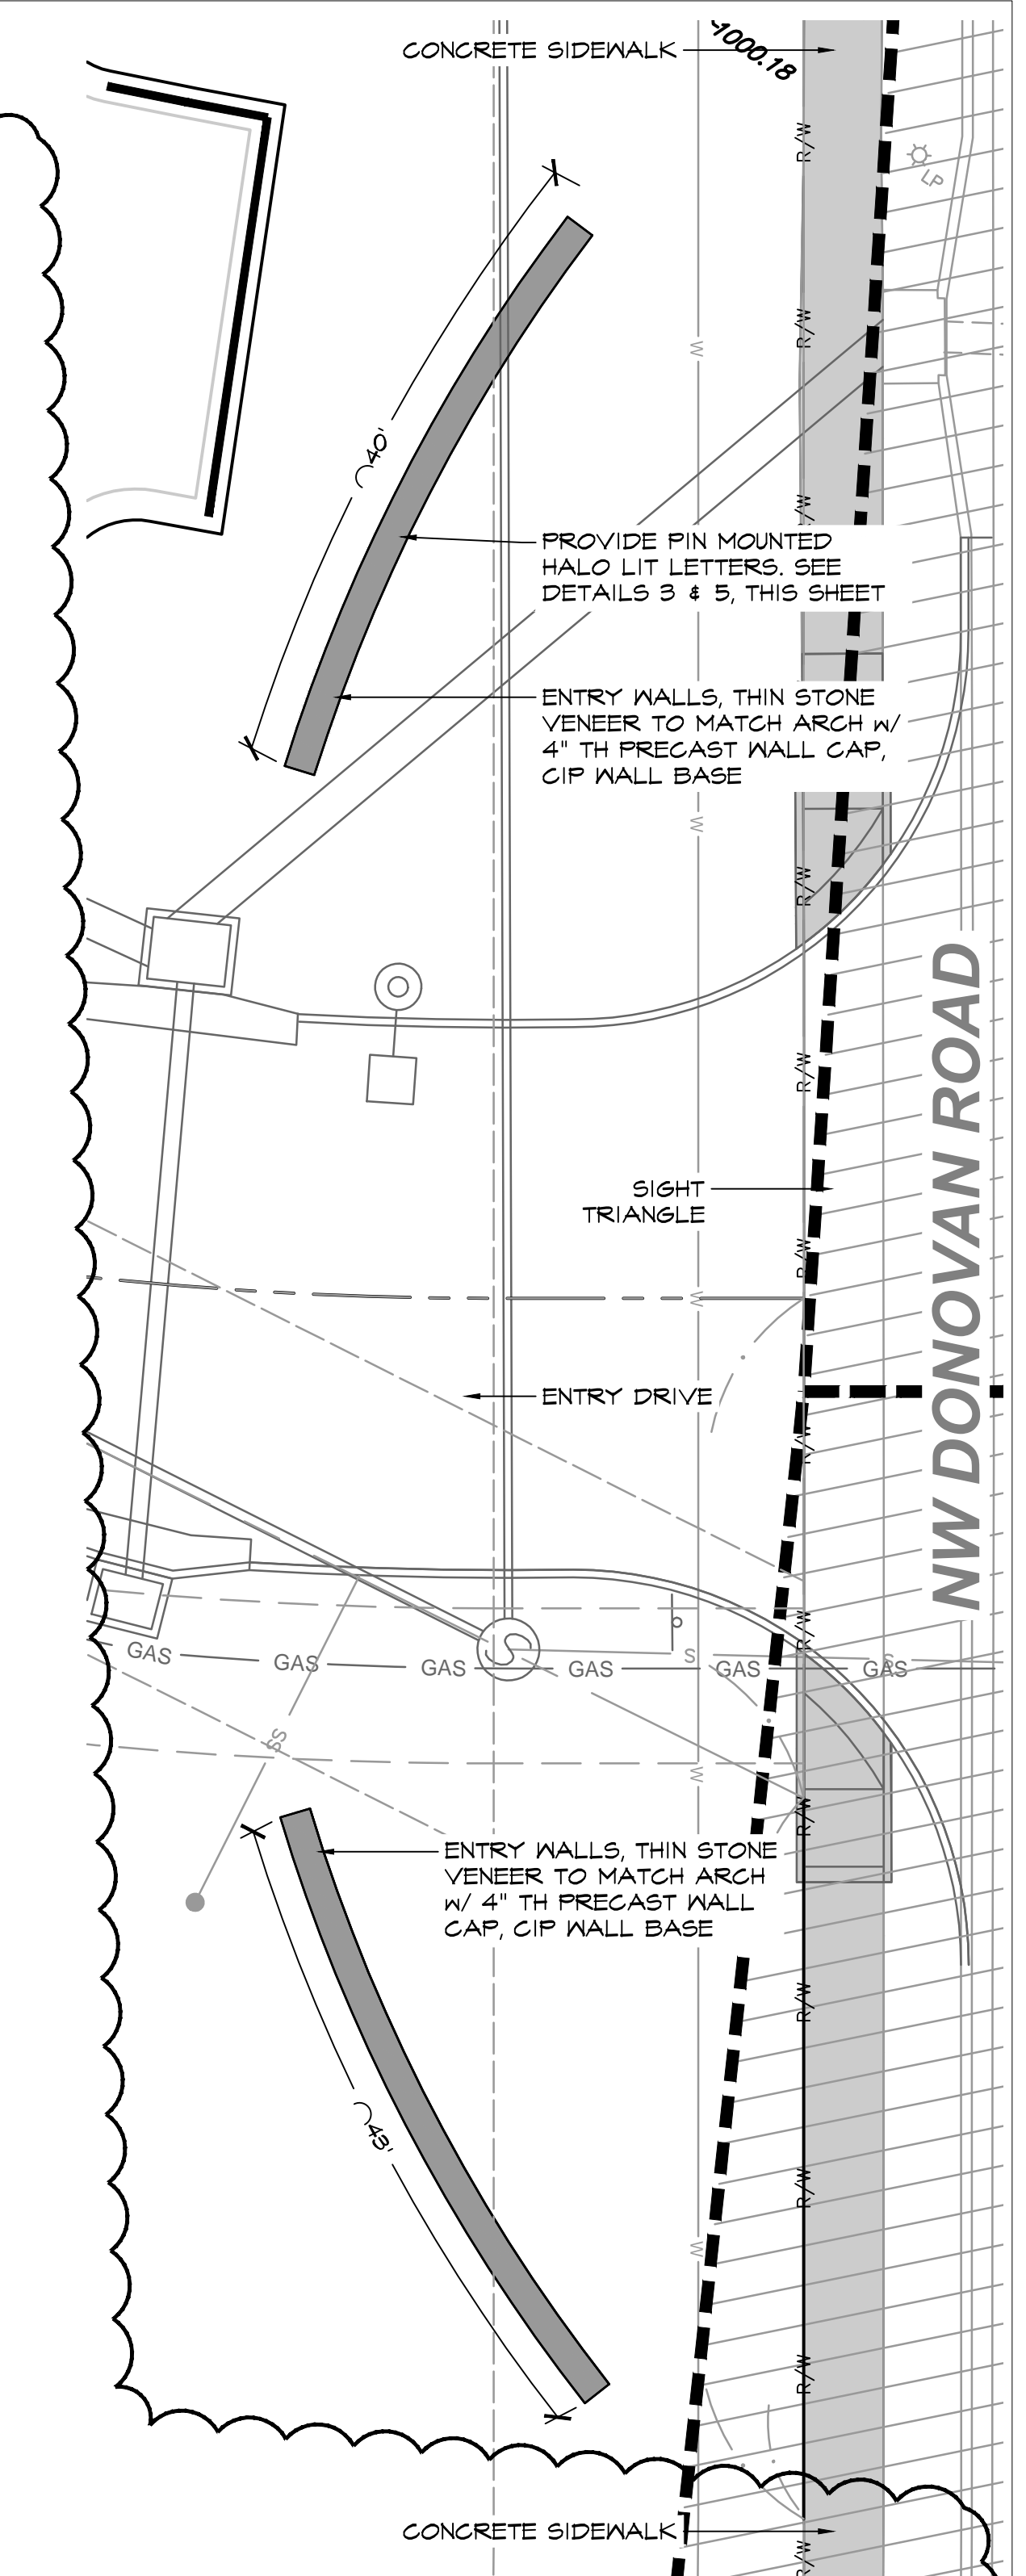 CONCRETE SIDEWALK
1000.18
R/W
LP
R/W
W
40'
R/W
PROVIDE PIN MOUNTED
HALO LIT LETTERS. SEE
DETAILS 3 & 5, THIS SHEET
ENTRY WALLS, THIN STONE
VENEER TO MATCH ARCH w/
4" TH PRECAST WALL CAP,
CIP WALL BASE
W
R/W
NW DONOVAN ROAD
R/W
SIGHT
TRIANGLE
R/W
W
ENTRY DRIVE
R/W
R/W
GAS GAS GAS GAS S GAS S GAS
SS
W
R/W
ENTRY WALLS, THIN STONE
VENEER TO MATCH ARCH
w/ 4" TH PRECAST WALL
CAP, CIP WALL BASE
R/W
43'
R/W
W
R/W
CONCRETE SIDEWALK
R/W